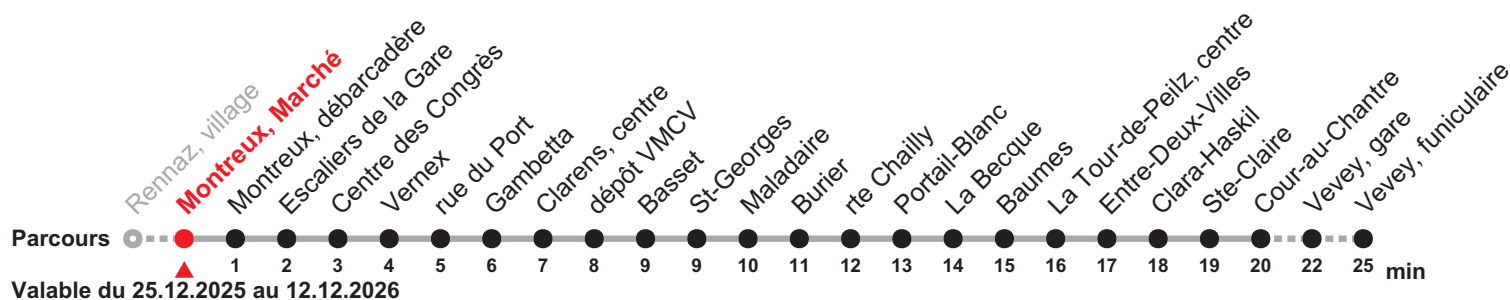 Rennaz, village
Montreux, Marché
Montreux, débarcadère
Escaliers de la Gare
Centre des Congrès
Vernex
rue du Port
Gambetta
Clarens, centre
dépôt VMCV
Basset
St-Georges
Maladaire
Burier
rte Chailly
Portail-Blanc
La Becque
Baumes
La Tour-de-Peilz, centre
Entre-Deux-Villes
Clara-Haskil
Ste-Claire
Cour-au-Chantre
Vevey, gare
Vevey, funiculaire
Parcours
1 2 3 4 5 6 7 8 9 9 10 11 12 13 14 15 16 17 18 19 20 22 25 min
Valable du 25.12.2025 au 12.12.2026